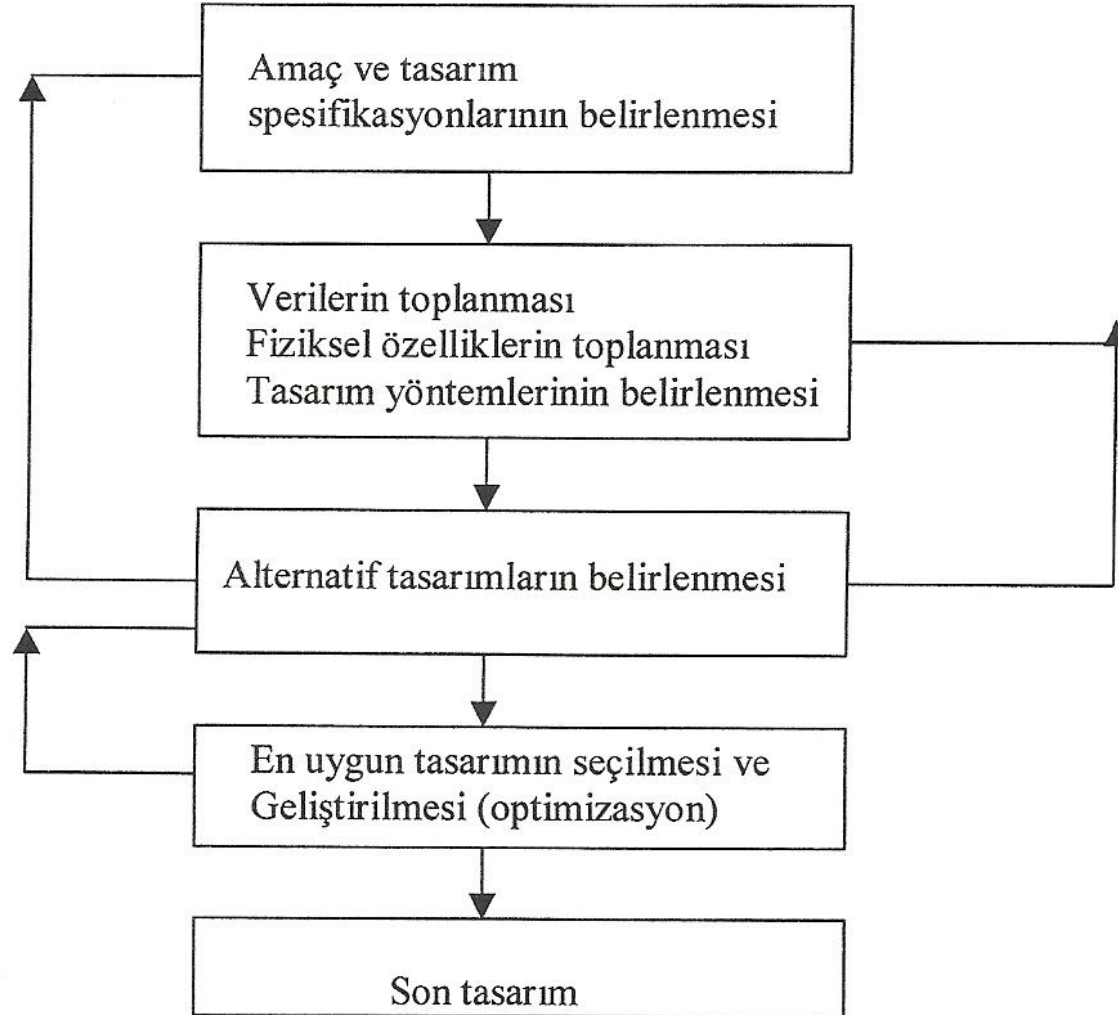 Amaç ve tasarım
spesifikasyonlarının belirlenmesi
Verilerin toplanması
Fiziksel özelliklerin toplanması
Tasarım yöntemlerinin belirlenmesi
Alternatif tasarımların belirlenmesi
En uygun tasarımın seçilmesi ve
Geliştirilmesi (optimizasyon)
Son tasarım